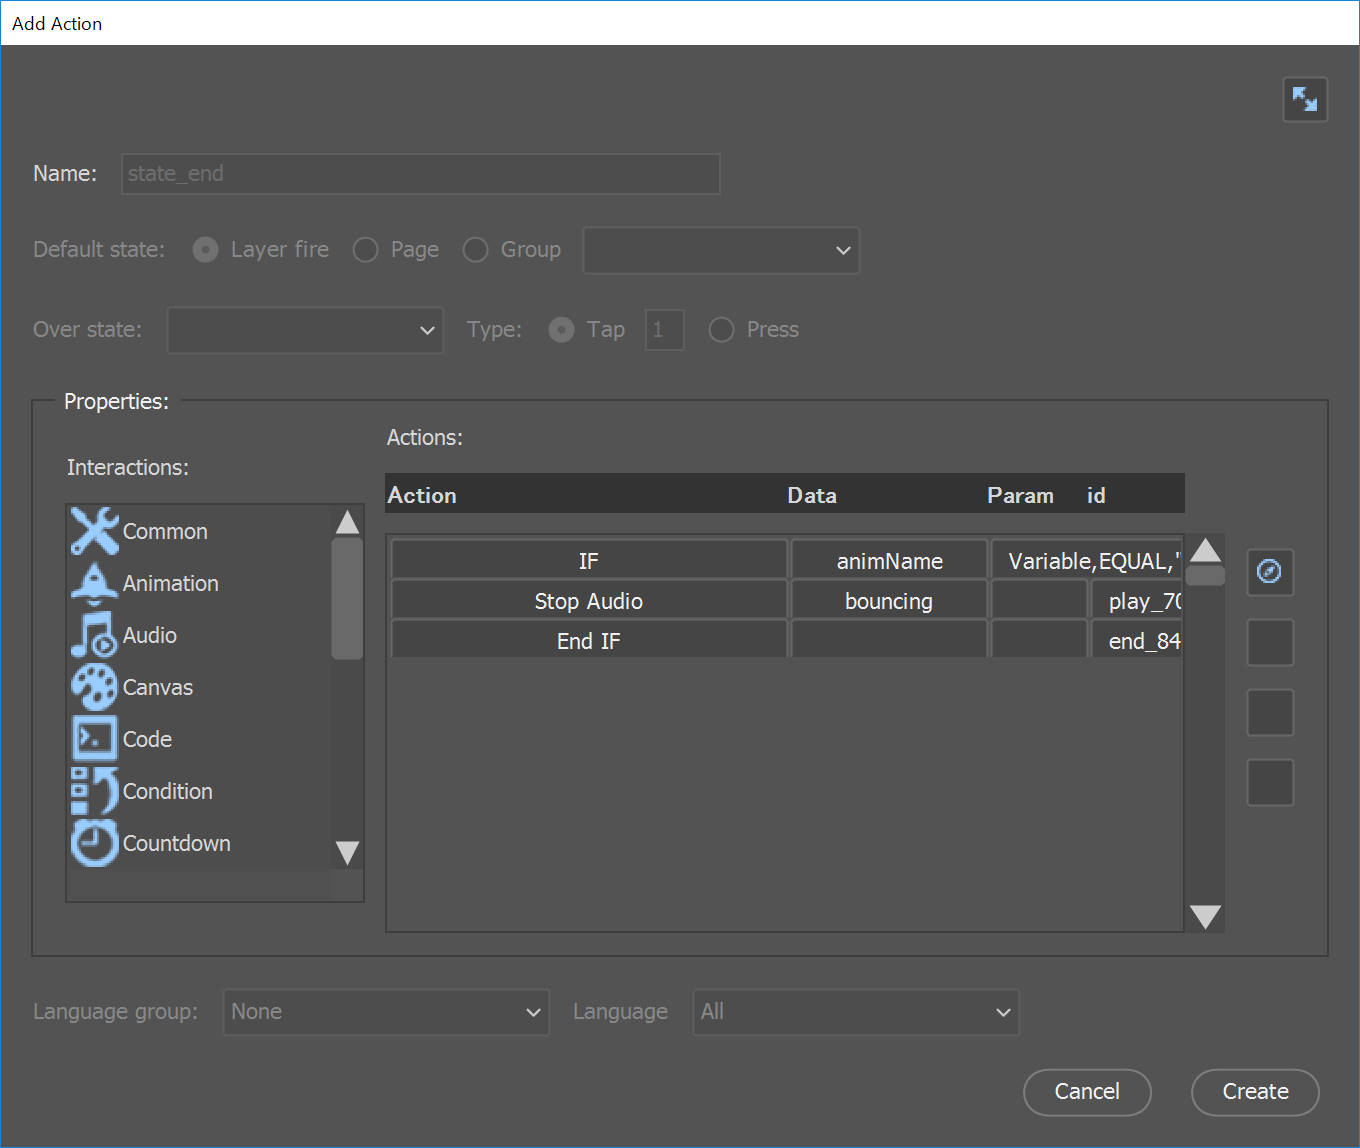 Add Action
Name: state_end
Default state: Layer fire Page Group
Over state: Type: Tap 1 Press
Properties:
Interactions:
Common
Animation
Audio
Canvas
Code
Condition
Countdown
Actions:
Action Data Param id
IF animName Variable,EQUAL,"
Stop Audio bouncing play_70
End IF end_84
Language group: None Language All
Cancel Create